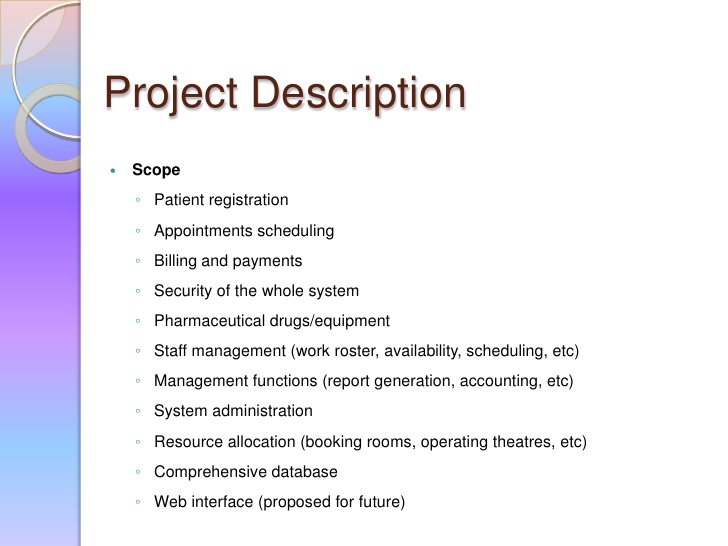 Project Description
Scope
Patient registration
Appointments scheduling
Billing and payments
Security of the whole system
Pharmaceutical drugs/equipment
Staff management (work roster, availability, scheduling, etc)
Management functions (report generation, accounting, etc)
System administration
Resource allocation (booking rooms, operating theatres, etc)
Comprehensive database
Web interface (proposed for future)